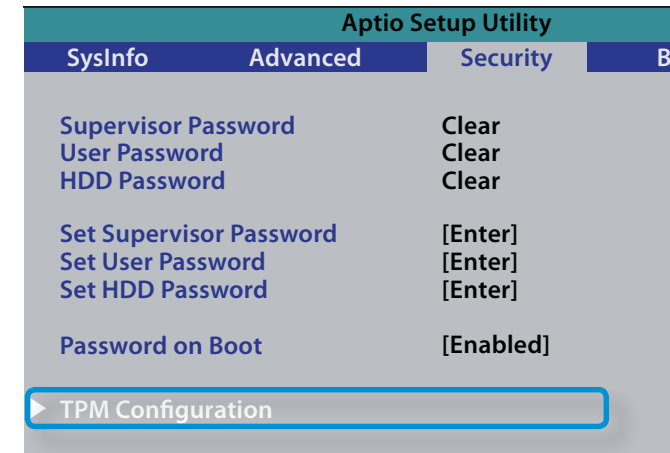 Aptio Setup Utility
SysInfo Advanced Security B
Supervisor Password Clear
User Password Clear
HDD Password Clear
Set Supervisor Password [Enter]
Set User Password [Enter]
Set HDD Password [Enter]
Password on Boot [Enabled]
TPM Configuration